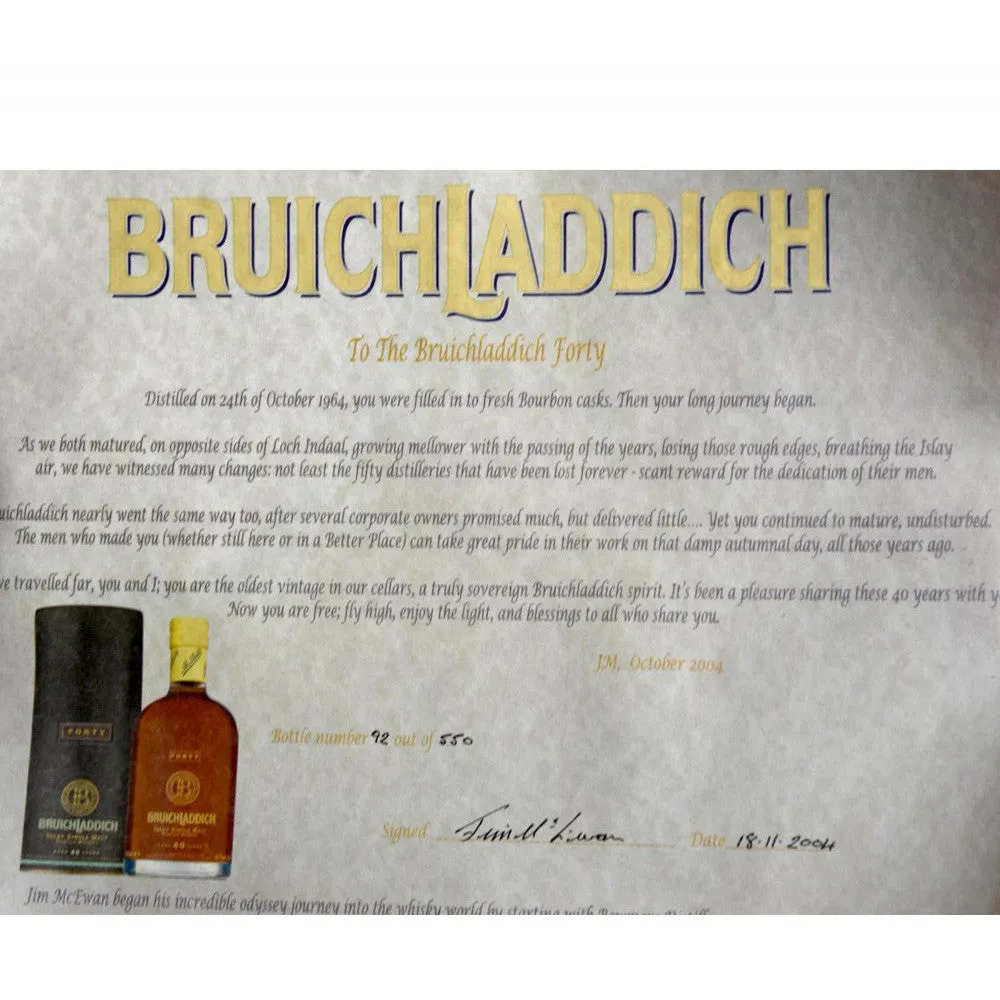 BRUICHLADDICH
To The Bruichladdich Forty
Distilled on 24th of October 1964, you were filled in to fresh Bourbon casks. Then your long journey began.
As we both matured, on opposite sides of Loch Indaal, growing mellower with the passing of the years, losing those rough edges, breathing the Islay
air, we have witnessed many changes: not least the fifty distilleries that have been lost forever - scant reward for the dedication of their men.
uichladdich nearly went the same way too, after several corporate owners promised much, but delivered little.... Yet you continued to mature, undisturbed.
The men who made you (whether still here or in a Better Place) can take great pride in their work on that damp autumnal day, all those years ago.
ve travelled far, you and I; you are the oldest vintage in our cellars, a truly sovereign Bruichladdich spirit. It's been a pleasure sharing these 40 years with y
Now you are free; fly high, enjoy the light, and blessings to all who share you.
JM, October 2004
FORTY
BRUICHLADDICH
FORTY
BRUICHLADDICH
Bottle number 92 out of 550
Signed Jim McEwan Date 18.11.2004
Jim McEwan began his incredible odyssey journey into the whisky world by starting with